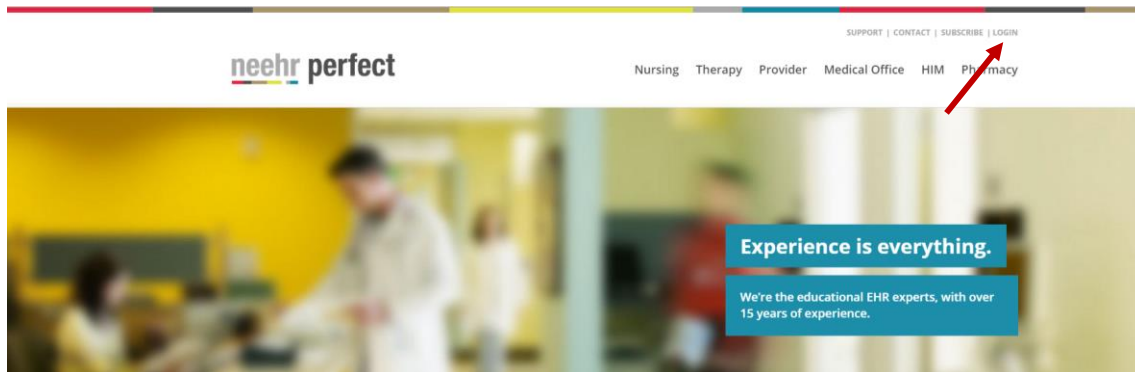 SUPPORT | CONTACT | SUBSCRIBE | LOGIN
neehr perfect
Nursing Therapy Provider Medical Office HIM Pharmacy
Experience is everything.
We're the educational EHR experts, with over
15 years of experience.